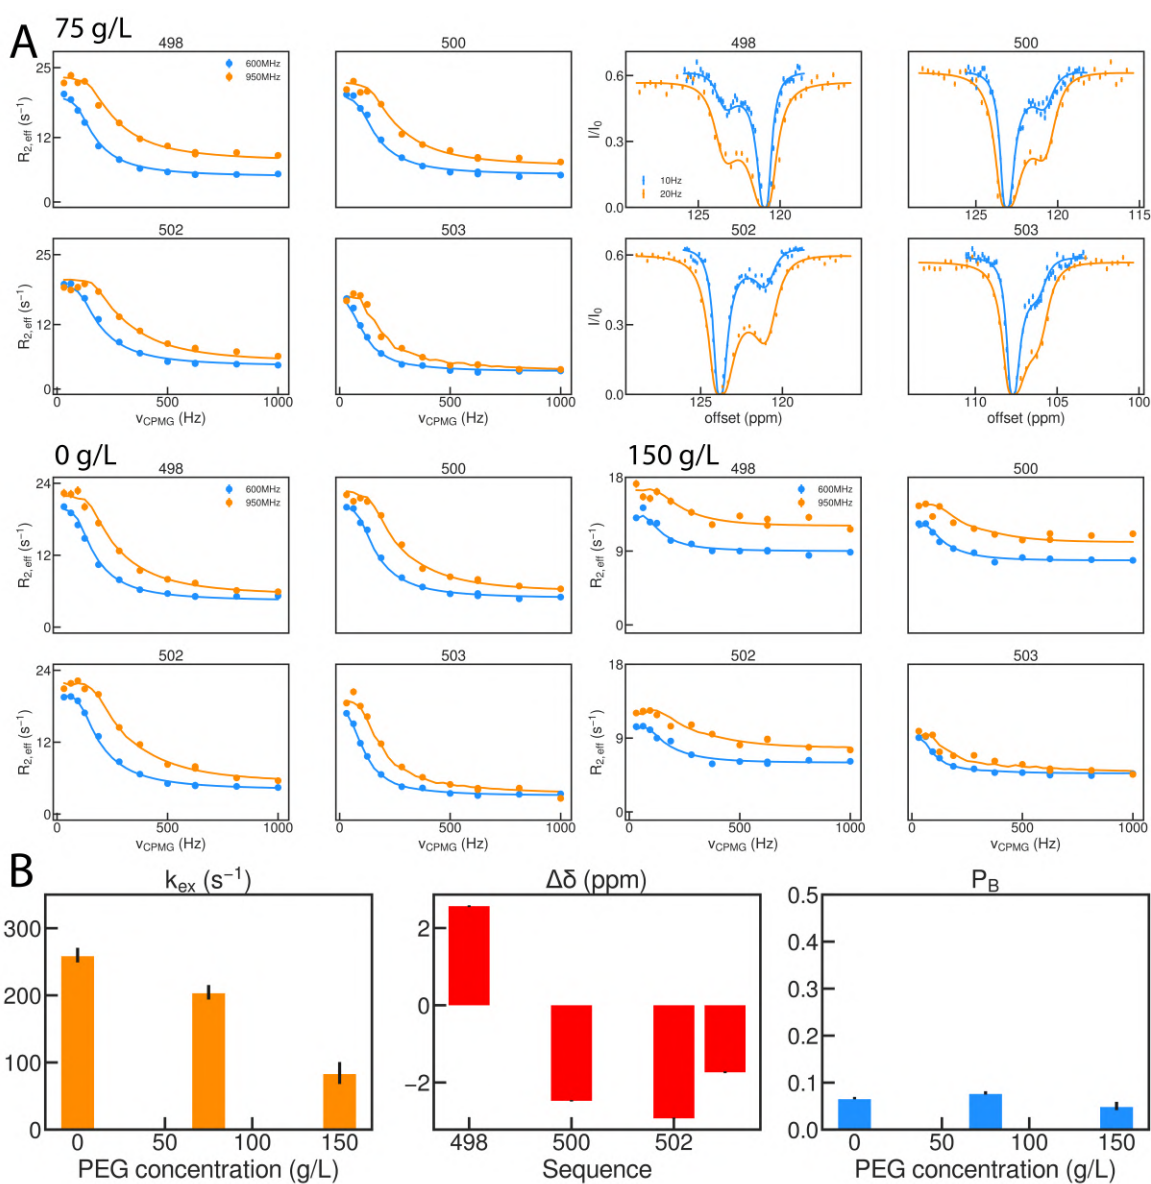 A
75 g/L
498
500
498
500
25
12
0
R2,eff (s⁻¹)
600MHz
950MHz
0.6
0.3
0.0
I/I0
10Hz
20Hz
125
120
125
120
115
502
503
502
503
25
12
0
R2,eff (s⁻¹)
0
500
1000
νCPMG (Hz)
0
500
1000
νCPMG (Hz)
0.6
0.3
0.0
I/I0
125
120
offset (ppm)
110
105
100
offset (ppm)
0 g/L
150 g/L
498
500
498
500
24
12
0
R2,eff (s⁻¹)
600MHz
950MHz
18
9
0
R2,eff (s⁻¹)
600MHz
950MHz
502
503
502
503
24
12
0
R2,eff (s⁻¹)
0
500
1000
νCPMG (Hz)
0
500
1000
νCPMG (Hz)
18
9
0
R2,eff (s⁻¹)
0
500
1000
νCPMG (Hz)
0
500
1000
νCPMG (Hz)
B
kex (s⁻¹)
300
200
100
0
0
50
100
150
PEG concentration (g/L)
Δδ (ppm)
2
0
−2
498
500
502
Sequence
PB
0.5
0.4
0.3
0.2
0.1
0.0
0
50
100
150
PEG concentration (g/L)